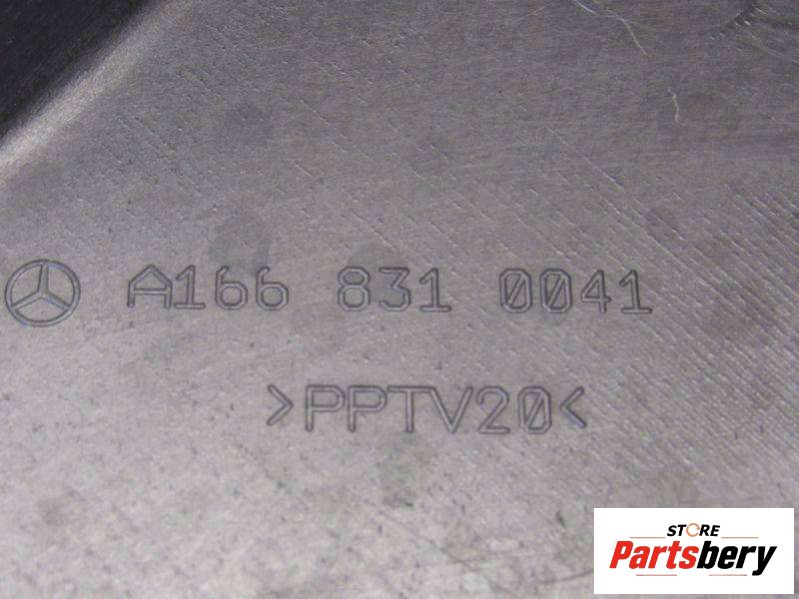 A166 831 0041
>PPTV20<
STORE
Partsbery